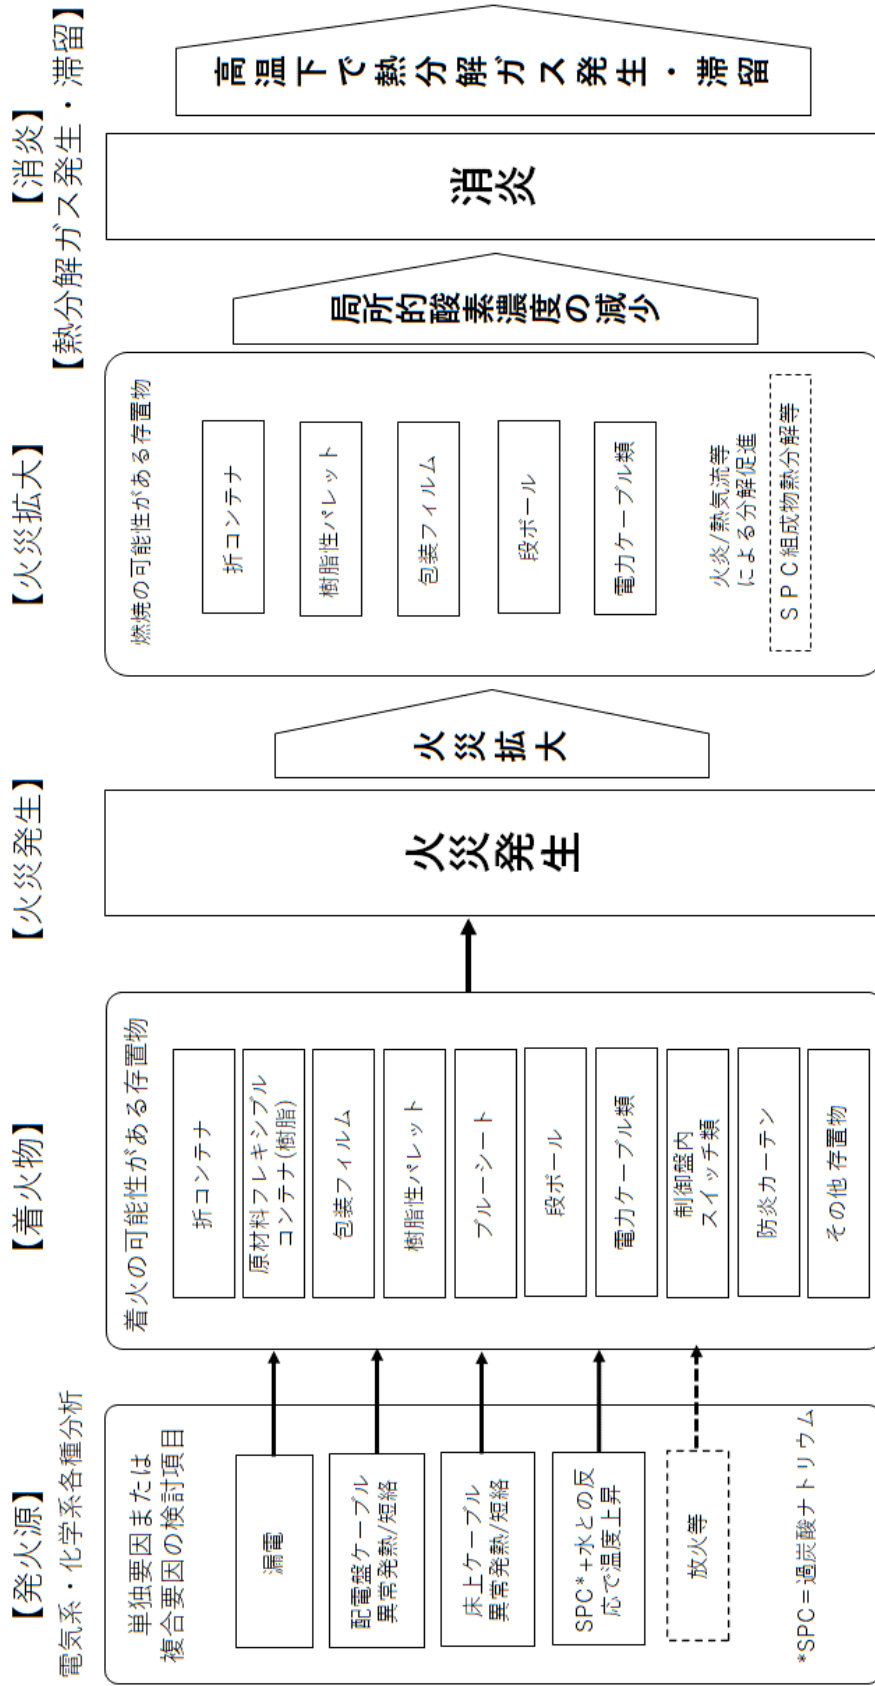 【発火源】
電気系・化学系各種分析
単独要因または
複合要因の検討項目
漏電
配電盤ケーブル
異常発熱/短絡
床上ケーブル
異常発熱/短絡
SPC*+水との反
応で温度上昇
放火等
*SPC=過炭酸ナトリウム
【着火物】
着火の可能性がある存置物
折コンテナ
原材料フレキシブル
コンテナ(樹脂)
包装フィルム
樹脂性パレット
ブルーシート
段ボール
電力ケーブル類
制御盤内
スイッチ類
防炎カーテン
その他 存置物
【火災発生】
火災発生
火災拡大
【火災拡大】
燃焼の可能性がある存置物
折コンテナ
樹脂性パレット
包装フィルム
段ボール
電力ケーブル類
火炎/熱気流等
による分解促進
ＳＰＣ組成物熱分解等
局所的酸素濃度の減少
【消炎】
【熱分解ガス発生・滞留】
消炎
高温下で熱分解ガス発生・滞留